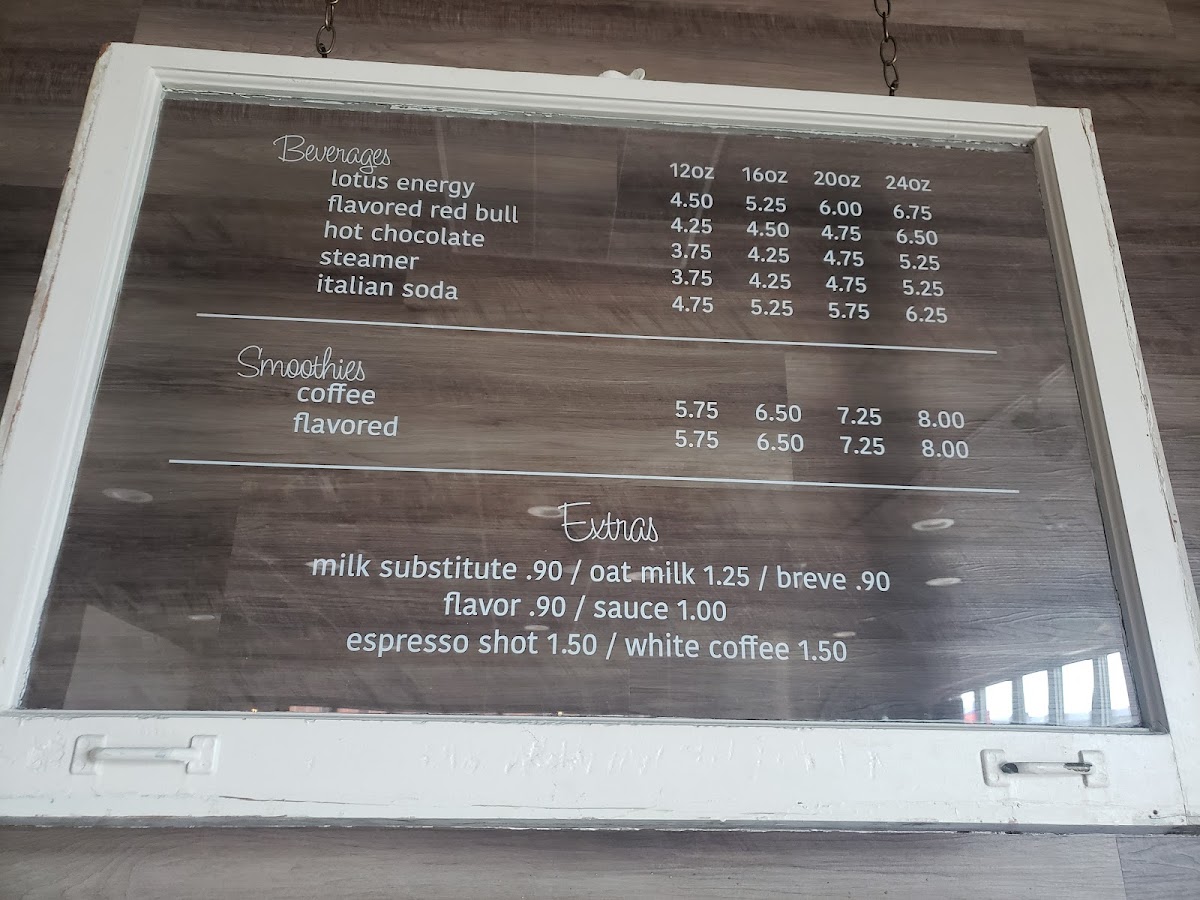 Beverages 12oz 16oz 20oz 24oz
lotus energy 4.50 5.25 6.00 6.75
flavored red bull 4.25 4.50 4.75 6.50
hot chocolate 3.75 4.25 4.75 5.25
steamer 3.75 4.25 4.75 5.25
italian soda 4.75 5.25 5.75 6.25
Smoothies
coffee 5.75 6.50 7.25 8.00
flavored 5.75 6.50 7.25 8.00
Extras
milk substitute .90 / oat milk 1.25 / breve .90
flavor .90 / sauce 1.00
espresso shot 1.50 / white coffee 1.50